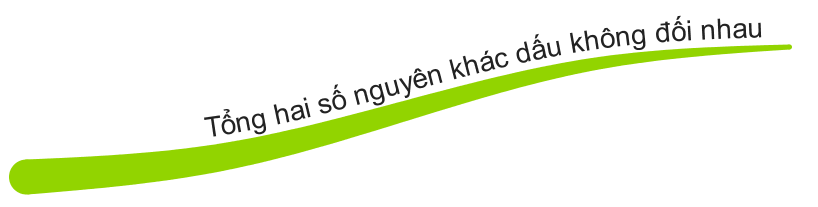 Tổng hai số nguyên khác dấu không đối nhau